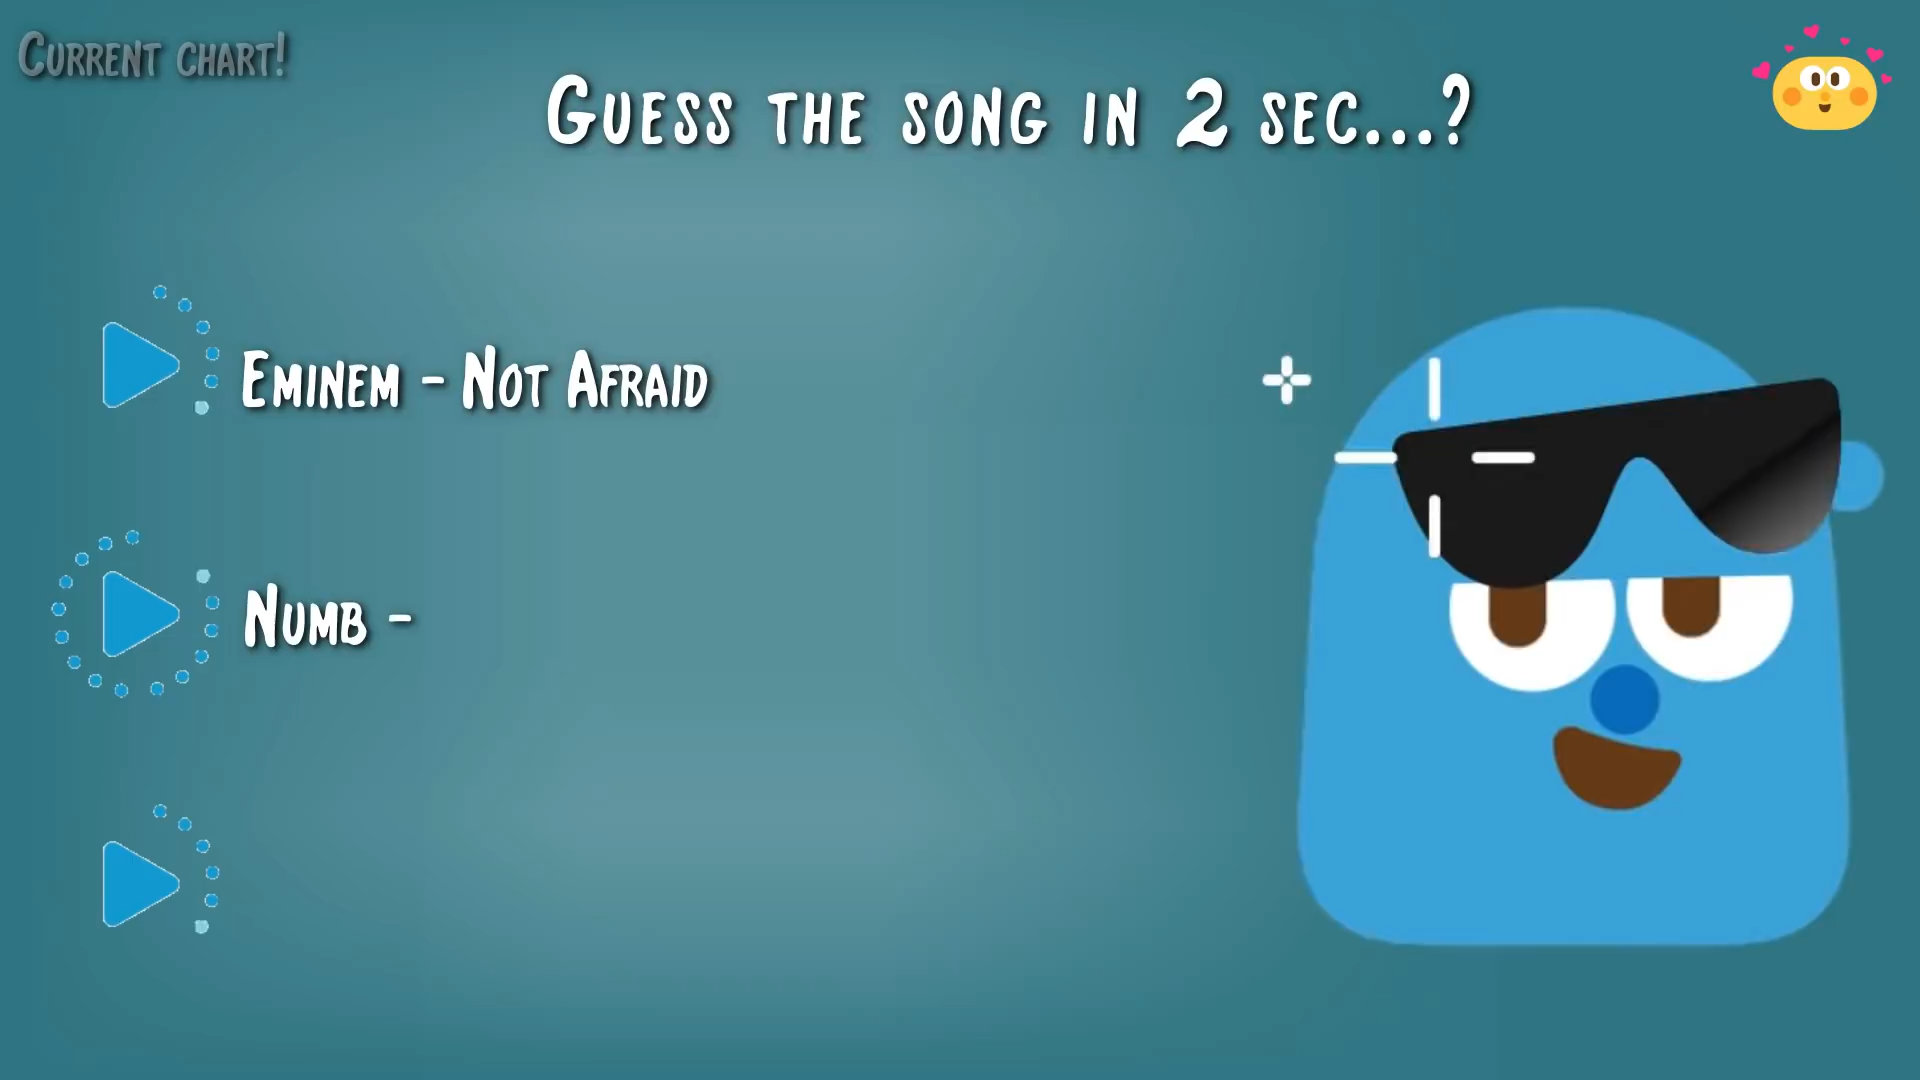 Current chart!
Guess the song in 2 sec...?
Eminem - Not Afraid
Numb -